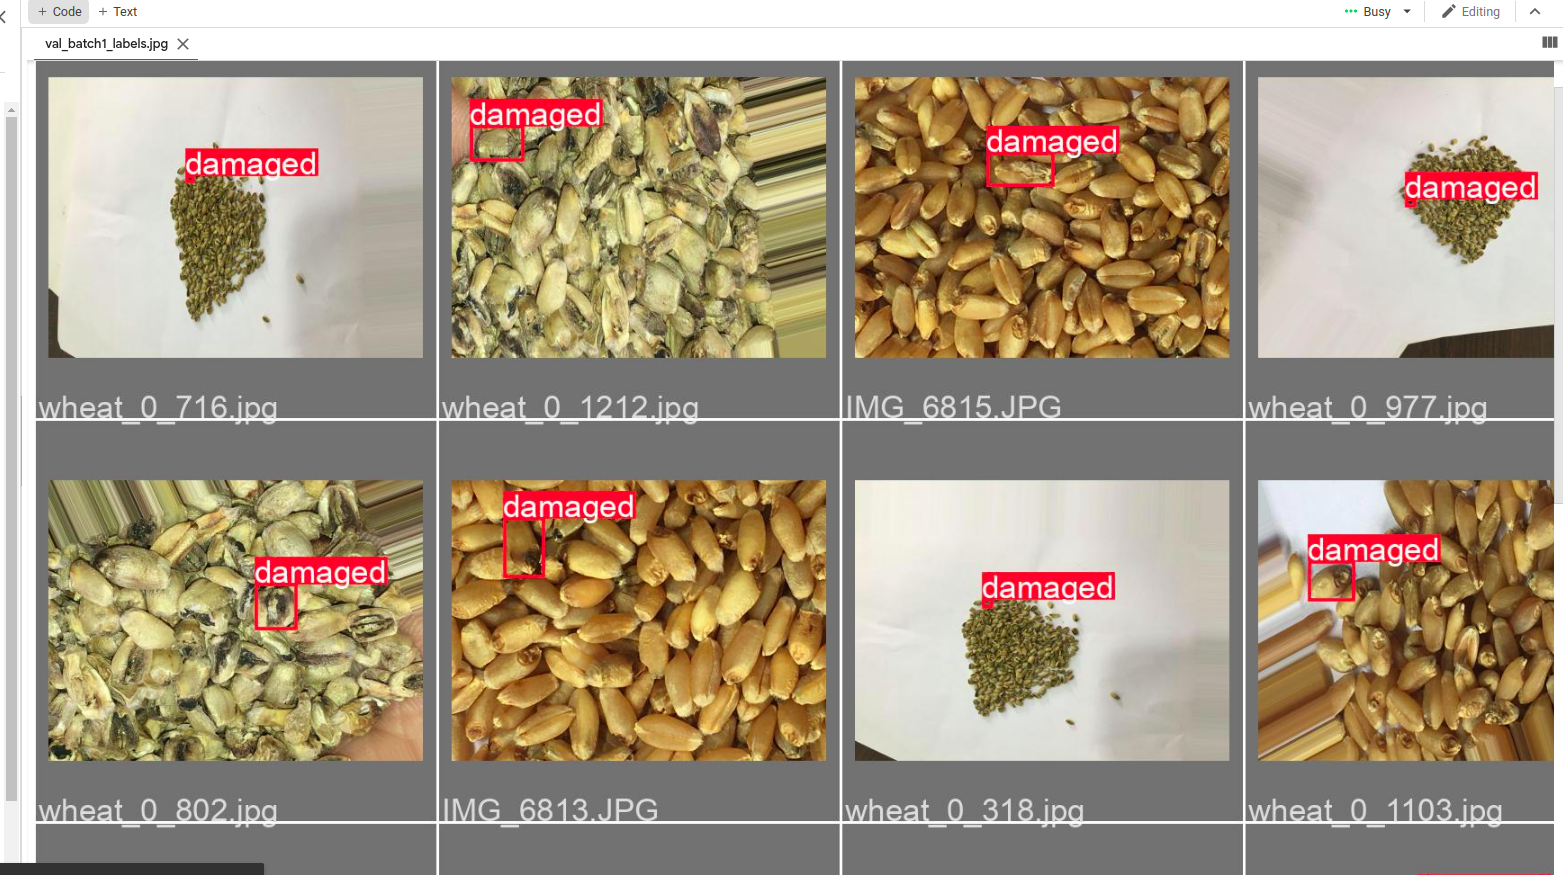 + Code + Text Busy Editing
val_batch1_labels.jpg
damaged damaged damaged damaged
wheat_0_716.jpg wheat_0_1212.jpg IMG_6815.JPG wheat_0_977.jpg
damaged damaged damaged damaged
wheat_0_802.jpg IMG_6813.JPG wheat_0_318.jpg wheat_0_1103.jpg